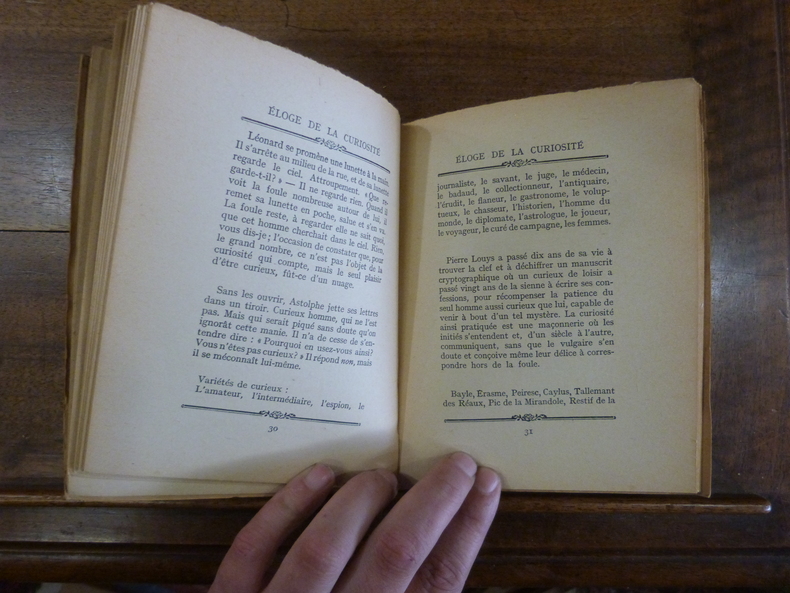 ÉLOGE DE LA CURIOSITÉ
Léonard se promène une lunette à la main.
Il s'arrête au milieu de la rue, et de sa lunette
regarde le ciel. Attroupement. « Que re-
garde-t-il? » — Il ne regarde rien. Quand il
voit la foule nombreuse autour de lui, il
remet sa lunette en poche, salue et s'en va.
La foule reste, à regarder elle ne sait quoi,
que cet homme cherchait dans le ciel. Rien,
vous dis-je; l'occasion de constater que, pour
le grand nombre, ce n'est pas l'objet de la
curiosité qui compte, mais le seul plaisir
d'être curieux, fût-ce d'un nuage.
Sans les ouvrir, Astolphe jette ses lettres
dans un tiroir. Curieux homme, qui ne l'est
pas. Mais qui serait piqué sans doute qu'on
ignorât cette manie. Il n'a de cesse de s'en-
tendre dire : « Pourquoi en usez-vous ainsi?
Vous n'êtes pas curieux? » Il répond non, mais
il se méconnaît lui-même.
Variétés de curieux :
L'amateur, l'intermédiaire, l'espion, le
30
ÉLOGE DE LA CURIOSITÉ
journaliste, le savant, le juge, le médecin,
le badaud, le collectionneur, l'antiquaire,
l'érudit, le flaneur, le gastronome, le volup-
tueux, le chasseur, l'historien, l'homme du
monde, le diplomate, l'astrologue, le joueur,
le voyageur, le curé de campagne, les femmes.
Pierre Louys a passé dix ans de sa vie à
trouver la clef et à déchiffrer un manuscrit
cryptographique où un curieux de loisir a
passé vingt ans de la sienne à écrire ses con-
fessions, pour récompenser la patience du
seul homme aussi curieux que lui, capable de
venir à bout d'un tel mystère. La curiosité
ainsi pratiquée est une maçonnerie où les
initiés s'entendent et, d'un siècle à l'autre,
communiquent, sans que le vulgaire s'en
doute et conçoive même leur délice à corres-
pondre hors de la foule.
Bayle, Erasme, Peiresc, Caylus, Tallemant
des Réaux, Pic de la Mirandole, Restif de la
31